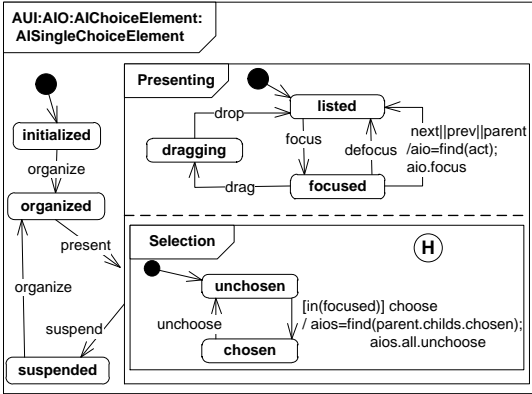 AUI:AIO:AIChoiceElement:
AISingleChoiceElement
Presenting
listed
initialized
drop
next||prev||parent
/aio=find(act);
aio.focus
dragging
focus
defocus
organize
drag
focused
organized
present
Selection
H
unchosen
organize
[in(focused)] choose
/ aios=find(parent.childs.chosen);
aios.all.unchoose
unchoose
suspend
chosen
suspended